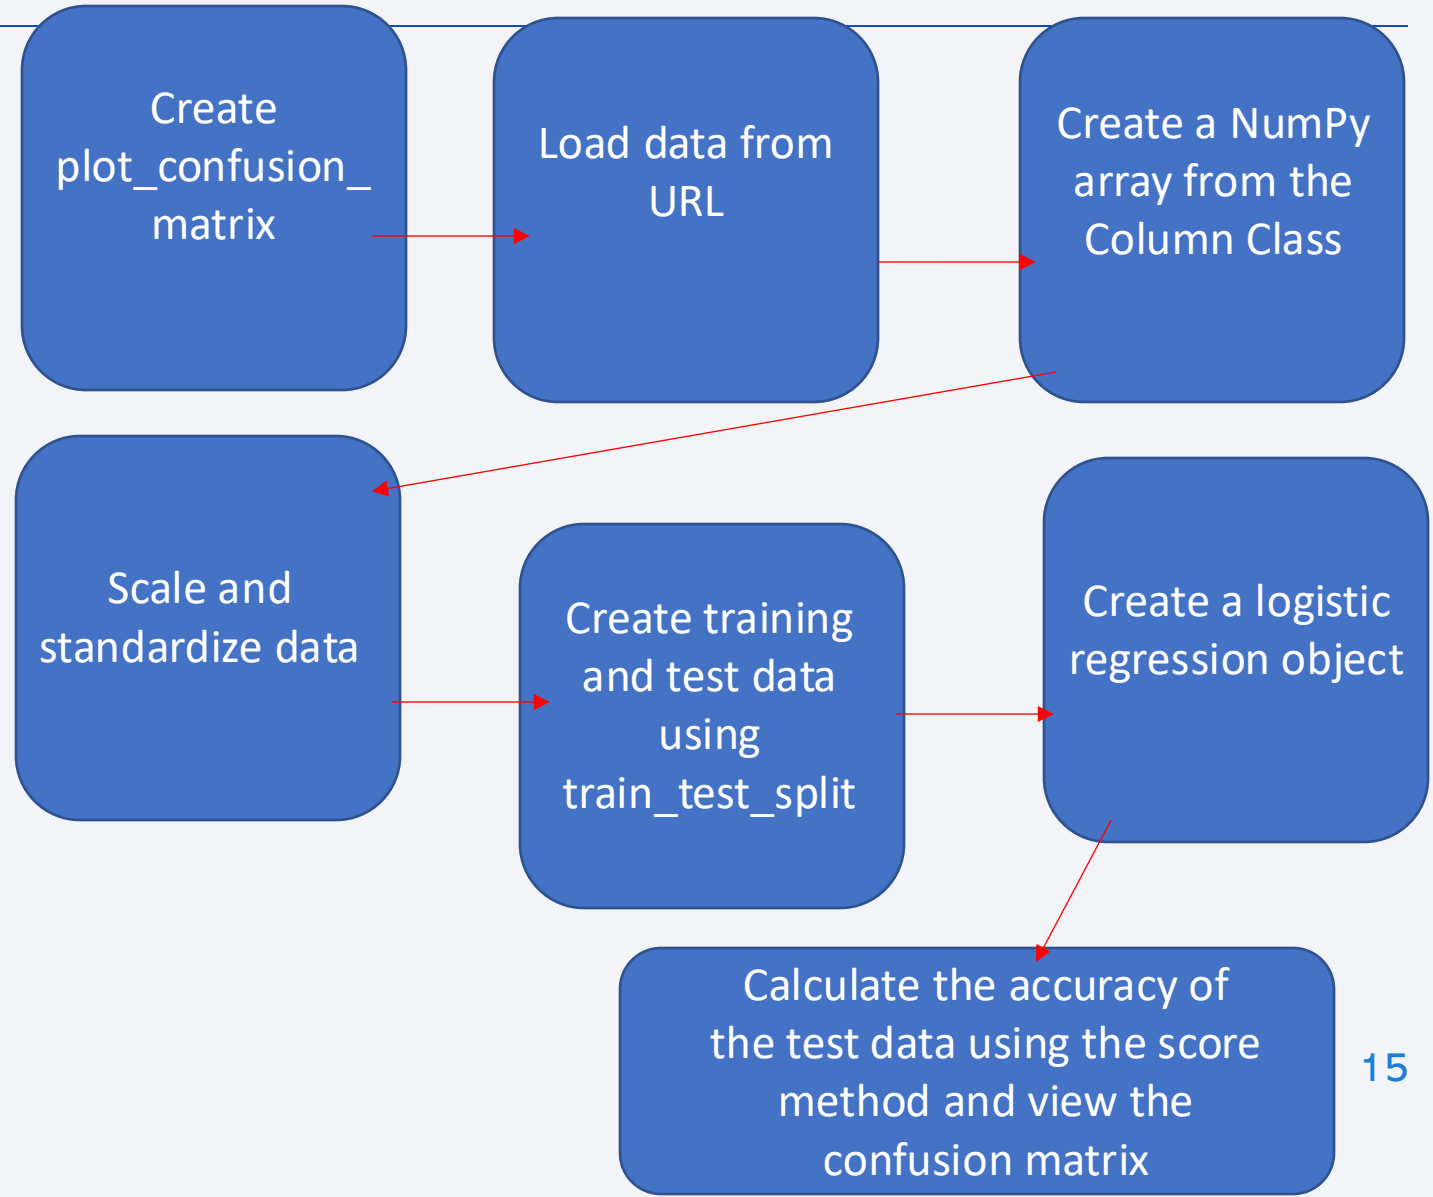 Create
plot_confusion_
matrix
Load data from
URL
Create a NumPy
array from the
Column Class
Scale and
standardize data
Create training
and test data
using
train_test_split
Create a logistic
regression object
Calculate the accuracy of
the test data using the score
method and view the
confusion matrix
15